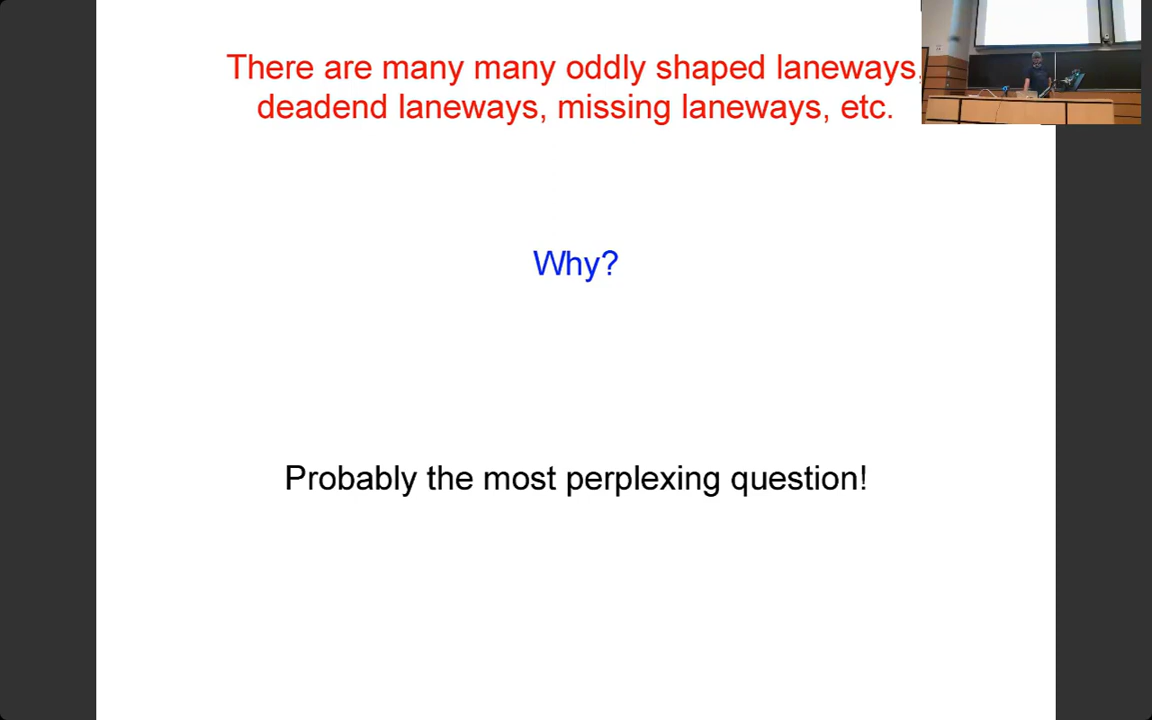 There are many many oddly shaped laneways,
deadend laneways, missing laneways, etc.
Why?
Probably the most perplexing question!